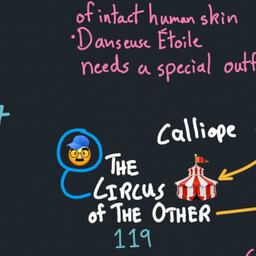 of intact human skin
•Danseuse Étoile
needs a special outf
Calliope
THE
CIRCUS
of THE OTHER
119